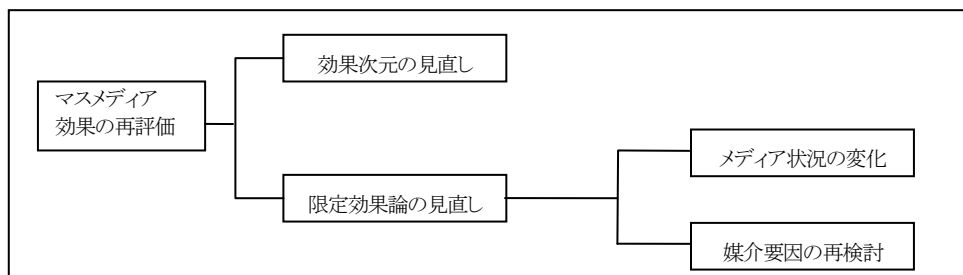 効果次元の見直し
マスメディア
効果の再評価
メディア状況の変化
限定効果論の見直し
媒介要因の再検討